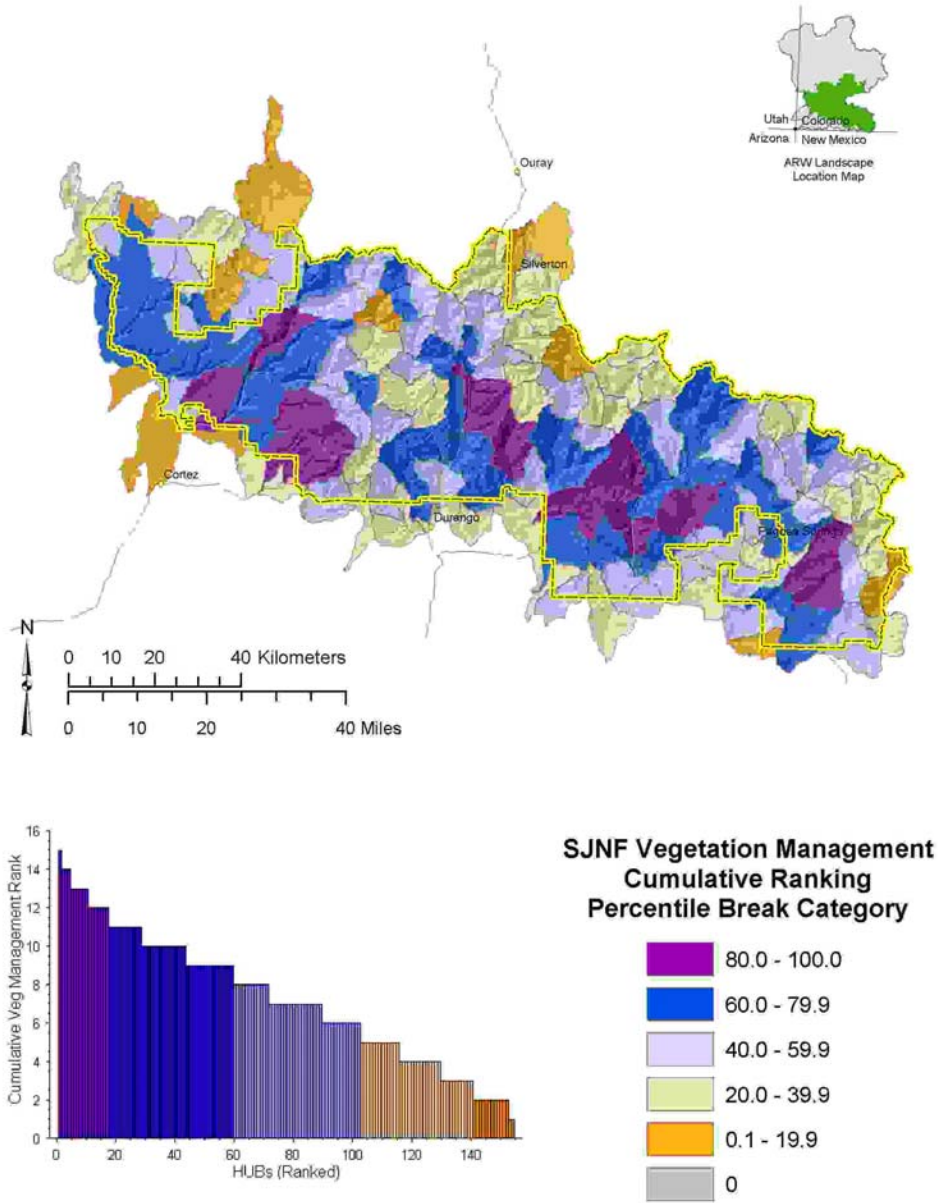 Utah
Colorado
Arizona
New Mexico
ARW Landscape
Location Map
Ouray
Silverton
Cortez
Durango
Pagosa Springs
N
0 10 20 40 Kilometers
0 10 20 40 Miles
16
14
12
10
8
6
4
2
0
Cumulative Veg Management Rank
0 20 40 60 80 100 120 140
HUBs (Ranked)
SJNF Vegetation Management
Cumulative Ranking
Percentile Break Category
80.0 - 100.0
60.0 - 79.9
40.0 - 59.9
20.0 - 39.9
0.1 - 19.9
0